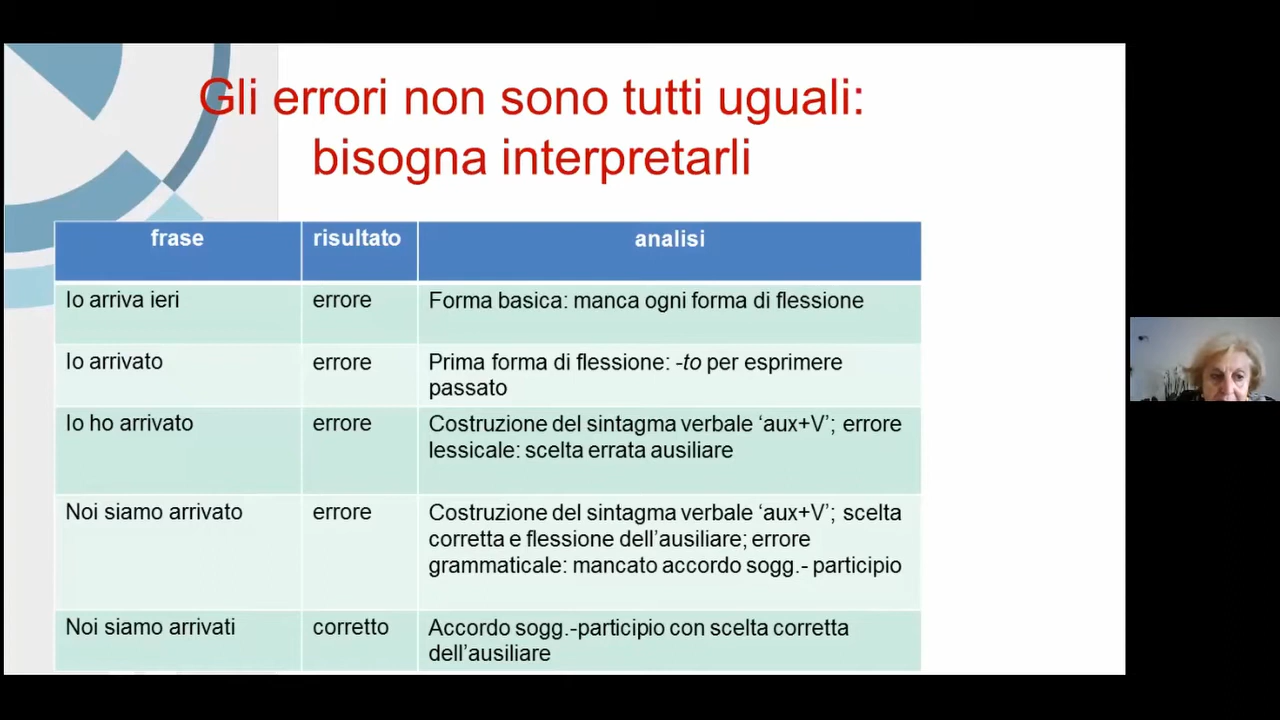 Gli errori non sono tutti uguali:
bisogna interpretarli
frase risultato analisi
Io arriva ieri errore Forma basica: manca ogni forma di flessione
Io arrivato errore Prima forma di flessione: -to per esprimere
passato
Io ho arrivato errore Costruzione del sintagma verbale ‘aux+V’; errore
lessicale: scelta errata ausiliare
Noi siamo arrivato errore Costruzione del sintagma verbale ‘aux+V’; scelta
corretta e flessione dell’ausiliare; errore
grammaticale: mancato accordo sogg.- participio
Noi siamo arrivati corretto Accordo sogg.-participio con scelta corretta
dell’ausiliare